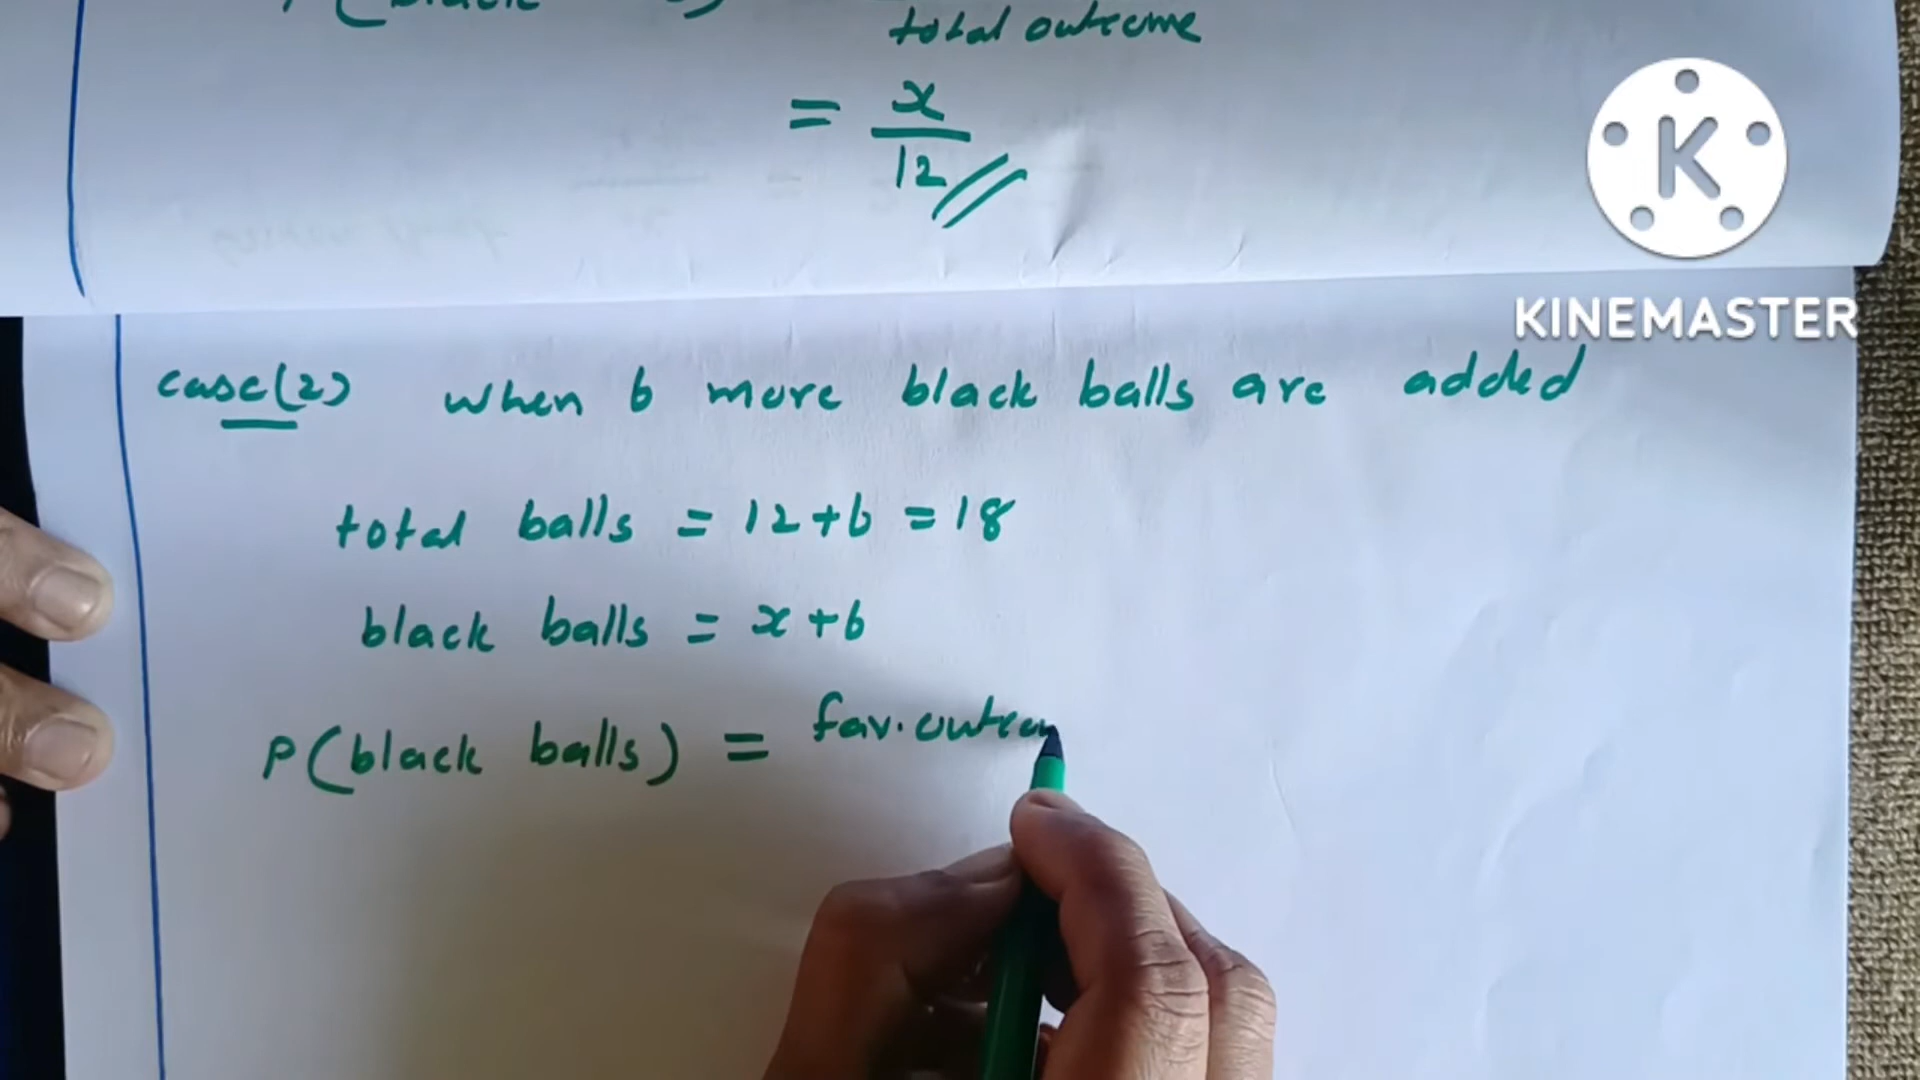 total outcome
= x
12
K
KINEMASTER
case(2) when 6 more black balls are added
total balls = 12+6 = 18
black balls = x+6
P(black balls) = fav. outcom